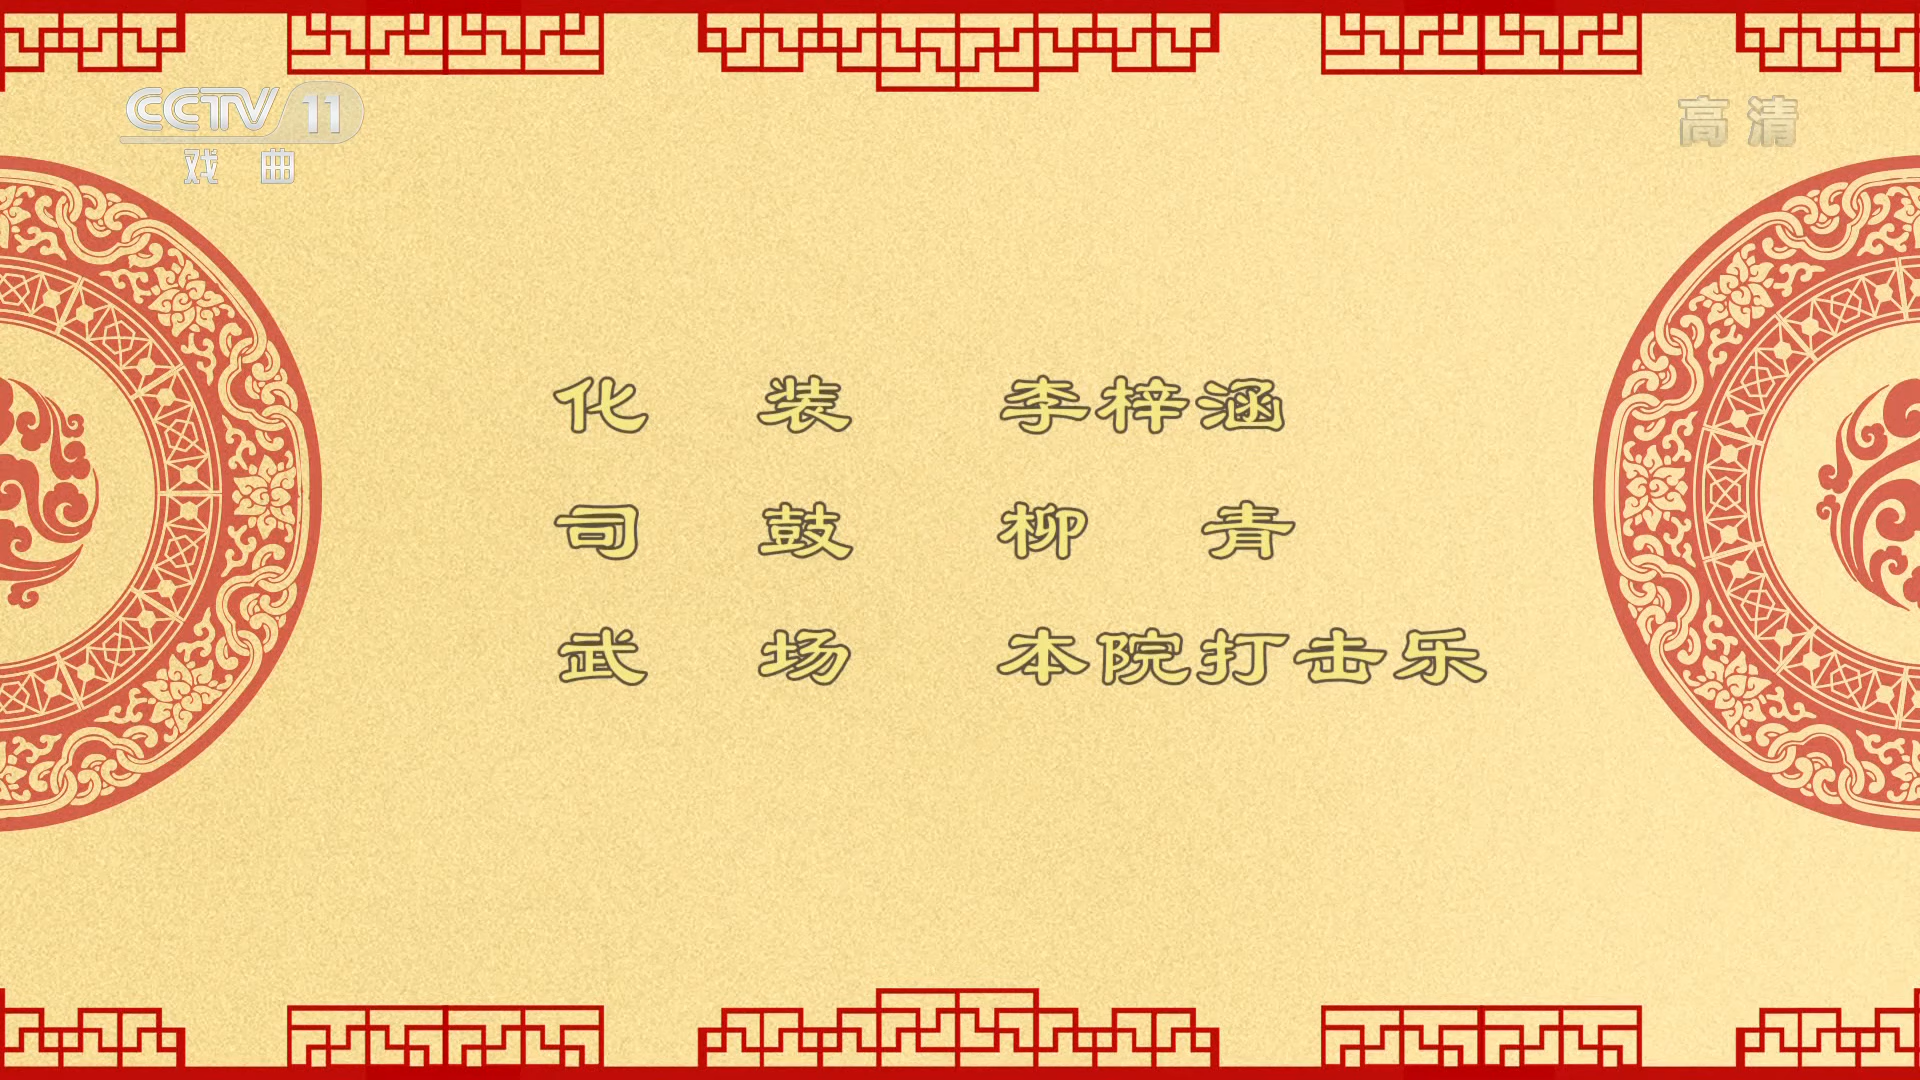 CCTV 11
戏曲
高清
化装 李梓涵
司鼓 柳青
武场 本院打击乐